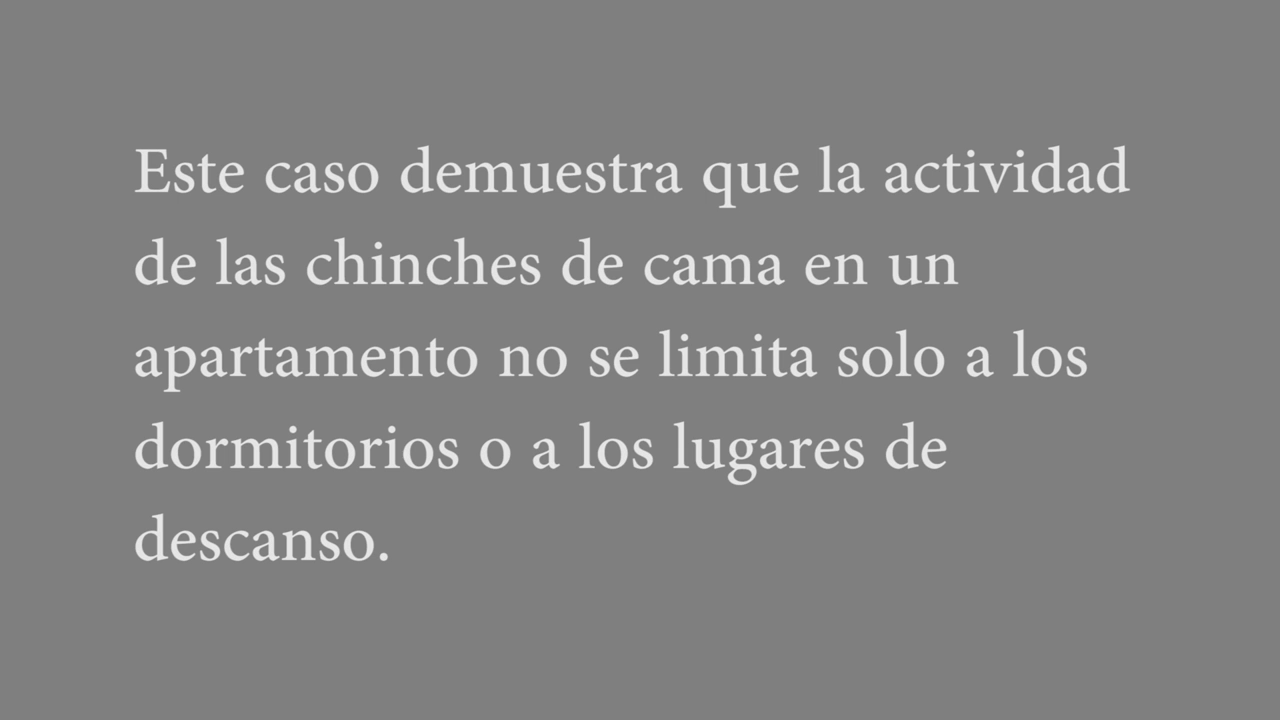 Este caso demuestra que la actividad
de las chinches de cama en un
apartamento no se limita solo a los
dormitorios o a los lugares de
descanso.